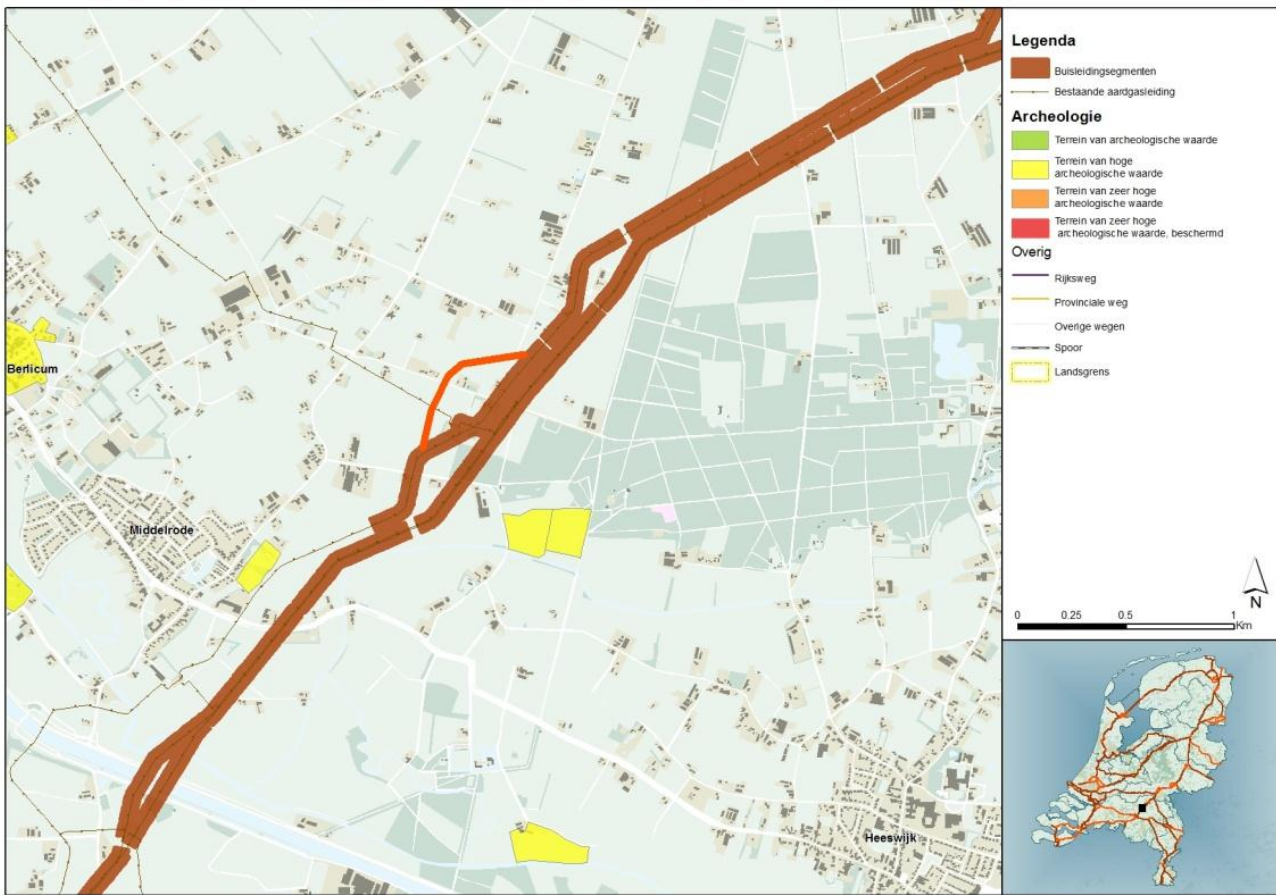 Berlicum
Middelrode
Heeswijk
Legenda
Buisleidingsegmenten
Bestaande aardgasleiding
Archeologie
Terrein van archeologische waarde
Terrein van hoge
archeologische waarde
Terrein van zeer hoge
archeologische waarde
Terrein van zeer hoge
archeologische waarde, beschermd
Overig
Rijksweg
Provinciale weg
Overige wegen
Spoor
Landsgrens
N
0 0.25 0.5 1
Km